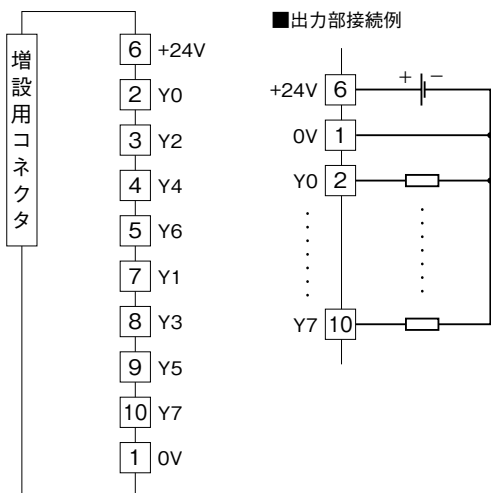 増設用コネクタ
6 +24V
2 Y0
3 Y2
4 Y4
5 Y6
7 Y1
8 Y3
9 Y5
10 Y7
1 0V
■出力部接続例
+24V 6 + −
0V 1
Y0 2
Y7 10